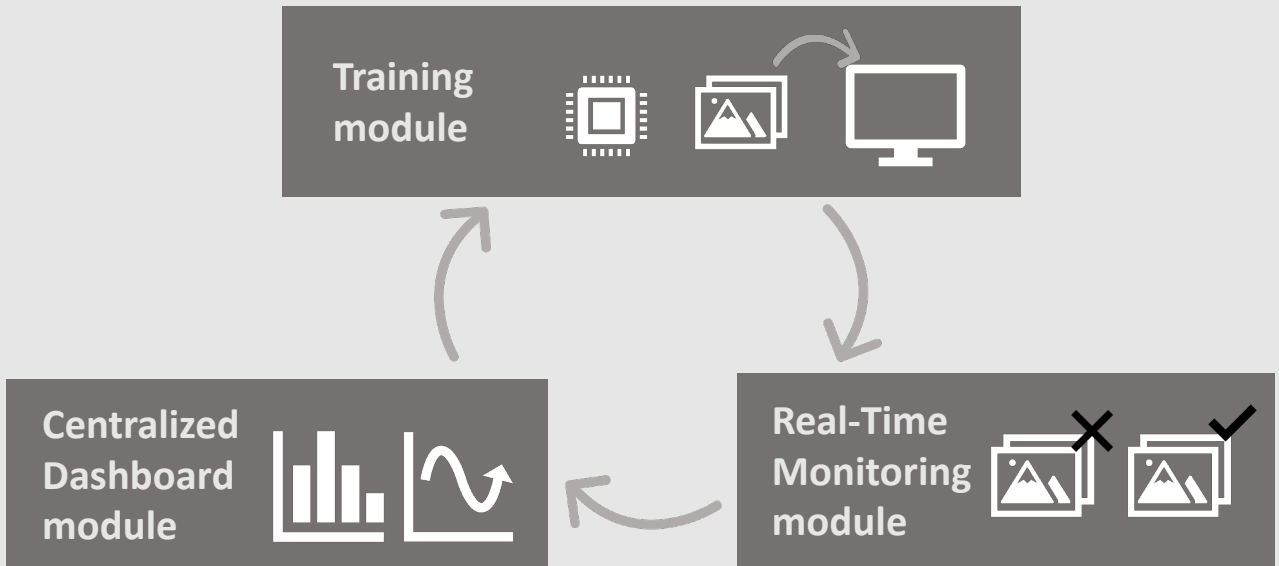 Training
module
Centralized
Dashboard
module
Real-Time
Monitoring
module